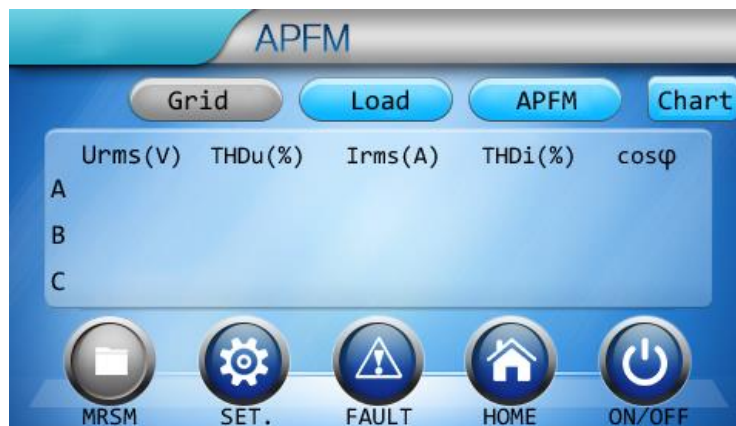 APFM
Grid Load APFM Chart
Urms(V) THDu(%) Irms(A) THDi(%) cosφ
A
B
C
MRSM SET. FAULT HOME ON/OFF